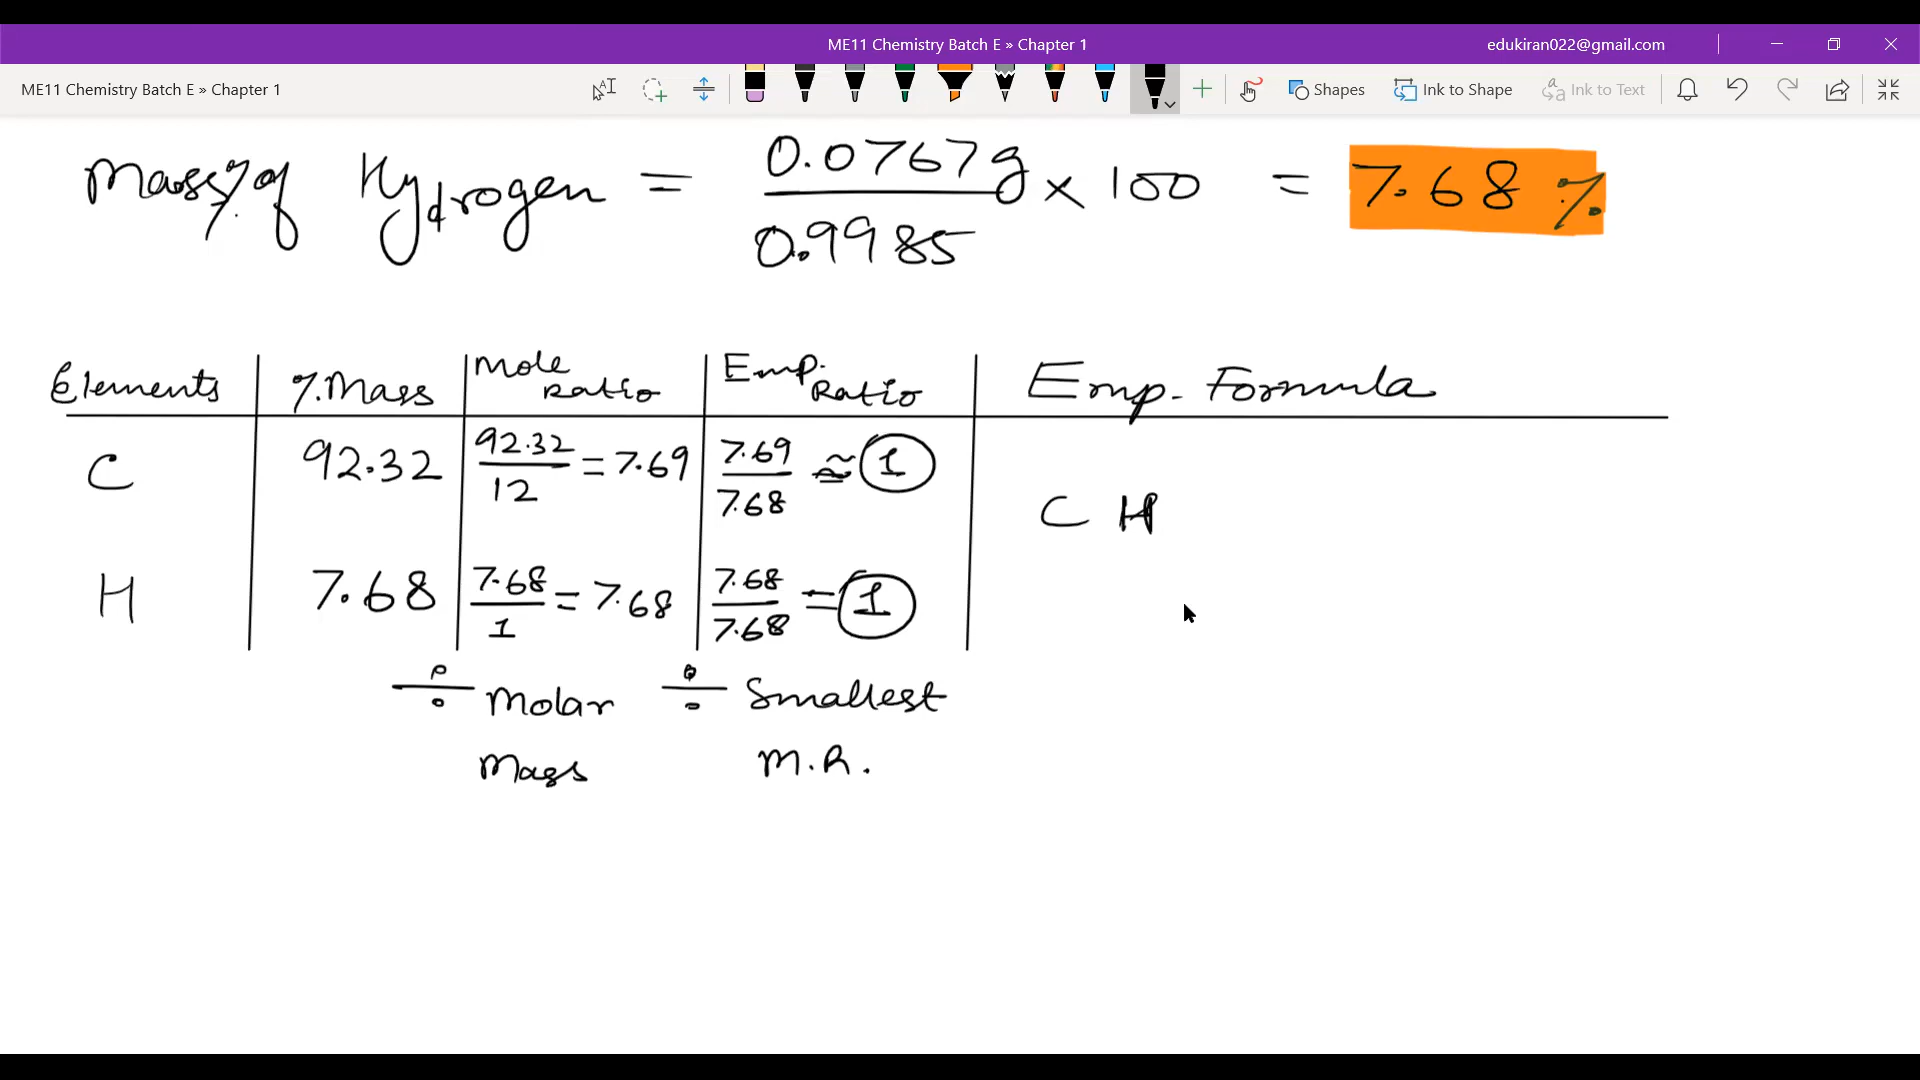 ME11 Chemistry Batch E » Chapter 1
edukiran022@gmail.com
ME11 Chemistry Batch E » Chapter 1
Shapes
Ink to Shape
Ink to Text
Mass % of Hydrogen = 0.0767g / 0.9985 × 100 = 7.68 %
Elements | % Mass | Mole Ratio | Emp. Ratio | Emp. Formula
C | 92.32 | 92.32 / 12 = 7.69 | 7.69 / 7.68 ≅ 1 | C H
H | 7.68 | 7.68 / 1 = 7.68 | 7.68 / 7.68 = 1
÷ Molar Mass
÷ Smallest M.R.